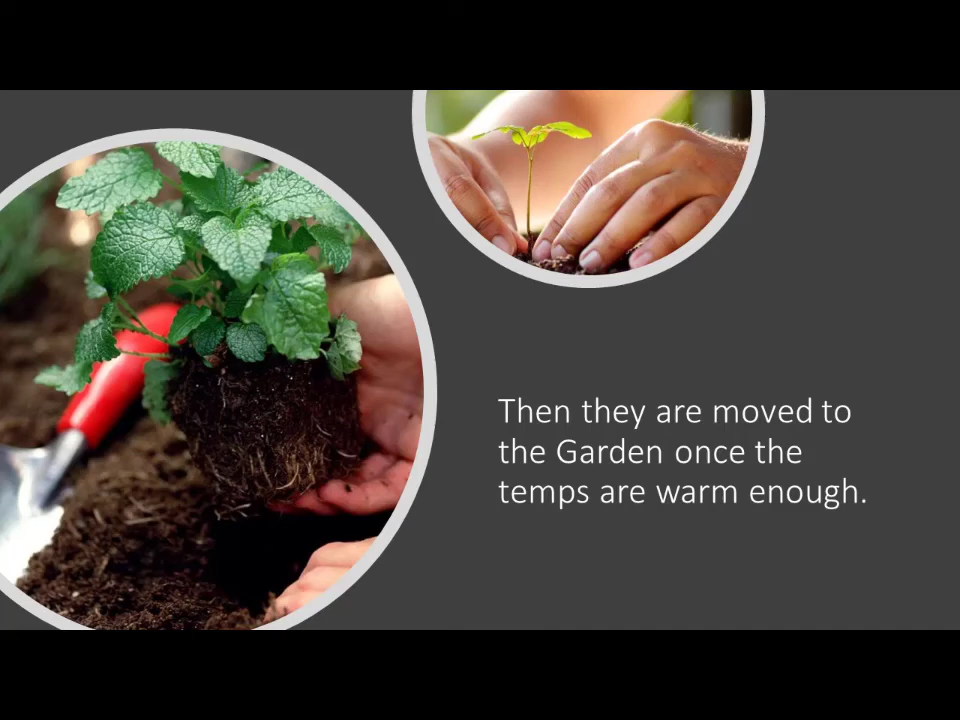 Then they are moved to
the Garden once the
temps are warm enough.